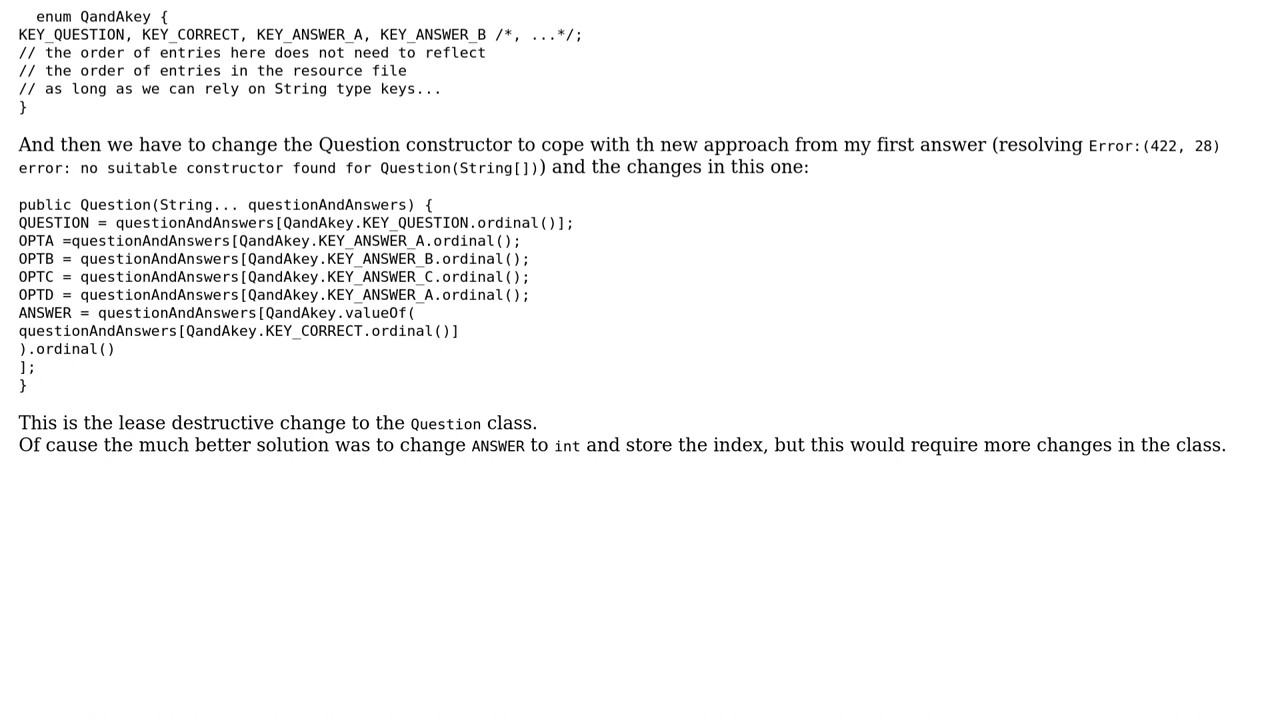 enum QandAkey {
KEY_QUESTION, KEY_CORRECT, KEY_ANSWER_A, KEY_ANSWER_B /*, ...*/;
// the order of entries here does not need to reflect
// the order of entries in the resource file
// as long as we can rely on String type keys...
}
And then we have to change the Question constructor to cope with th new approach from my first answer (resolving Error:(422, 28)
error: no suitable constructor found for Question(String[])) and the changes in this one:
public Question(String... questionAndAnswers) {
QUESTION = questionAndAnswers[QandAkey.KEY_QUESTION.ordinal()];
OPTA =questionAndAnswers[QandAkey.KEY_ANSWER_A.ordinal();
OPTB = questionAndAnswers[QandAkey.KEY_ANSWER_B.ordinal();
OPTC = questionAndAnswers[QandAkey.KEY_ANSWER_C.ordinal();
OPTD = questionAndAnswers[QandAkey.KEY_ANSWER_A.ordinal();
ANSWER = questionAndAnswers[QandAkey.valueOf(
questionAndAnswers[QandAkey.KEY_CORRECT.ordinal()]
).ordinal()
];
}
This is the lease destructive change to the Question class.
Of cause the much better solution was to change ANSWER to int and store the index, but this would require more changes in the class.